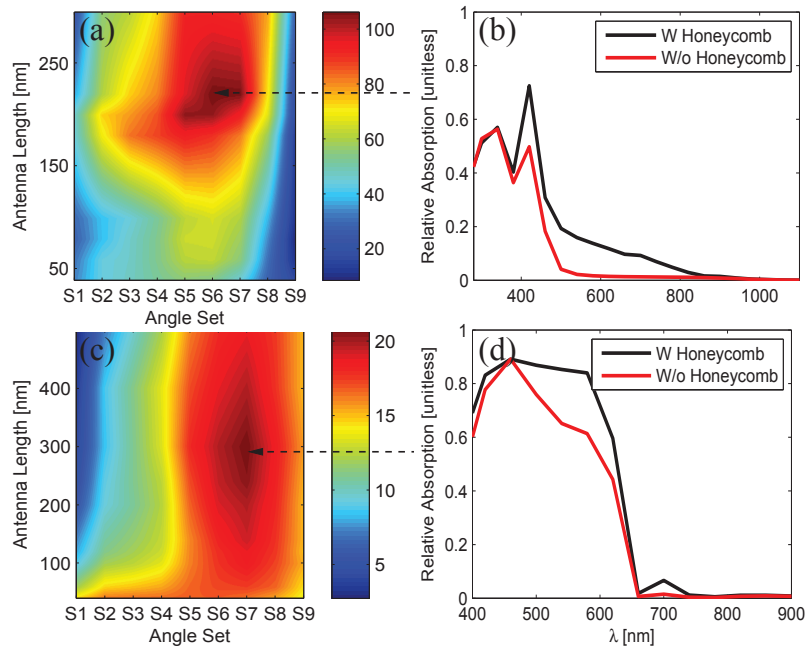 (a)
Antenna Length [nm]
250
150
50
S1 S2 S3 S4 S5 S6 S7 S8 S9
Angle Set
100
80
60
40
20
(b)
W Honeycomb
W/o Honeycomb
Relative Absorption [unitless]
1
0.8
0.6
0.4
0.2
0
400 600 800 1000
(c)
Antenna Length [nm]
400
300
200
100
S1 S2 S3 S4 S5 S6 S7 S8 S9
Angle Set
20
15
10
5
(d)
W Honeycomb
W/o Honeycomb
Relative Absorption [unitless]
1
0.8
0.6
0.4
0.2
0
400 500 600 700 800 900
λ [nm]